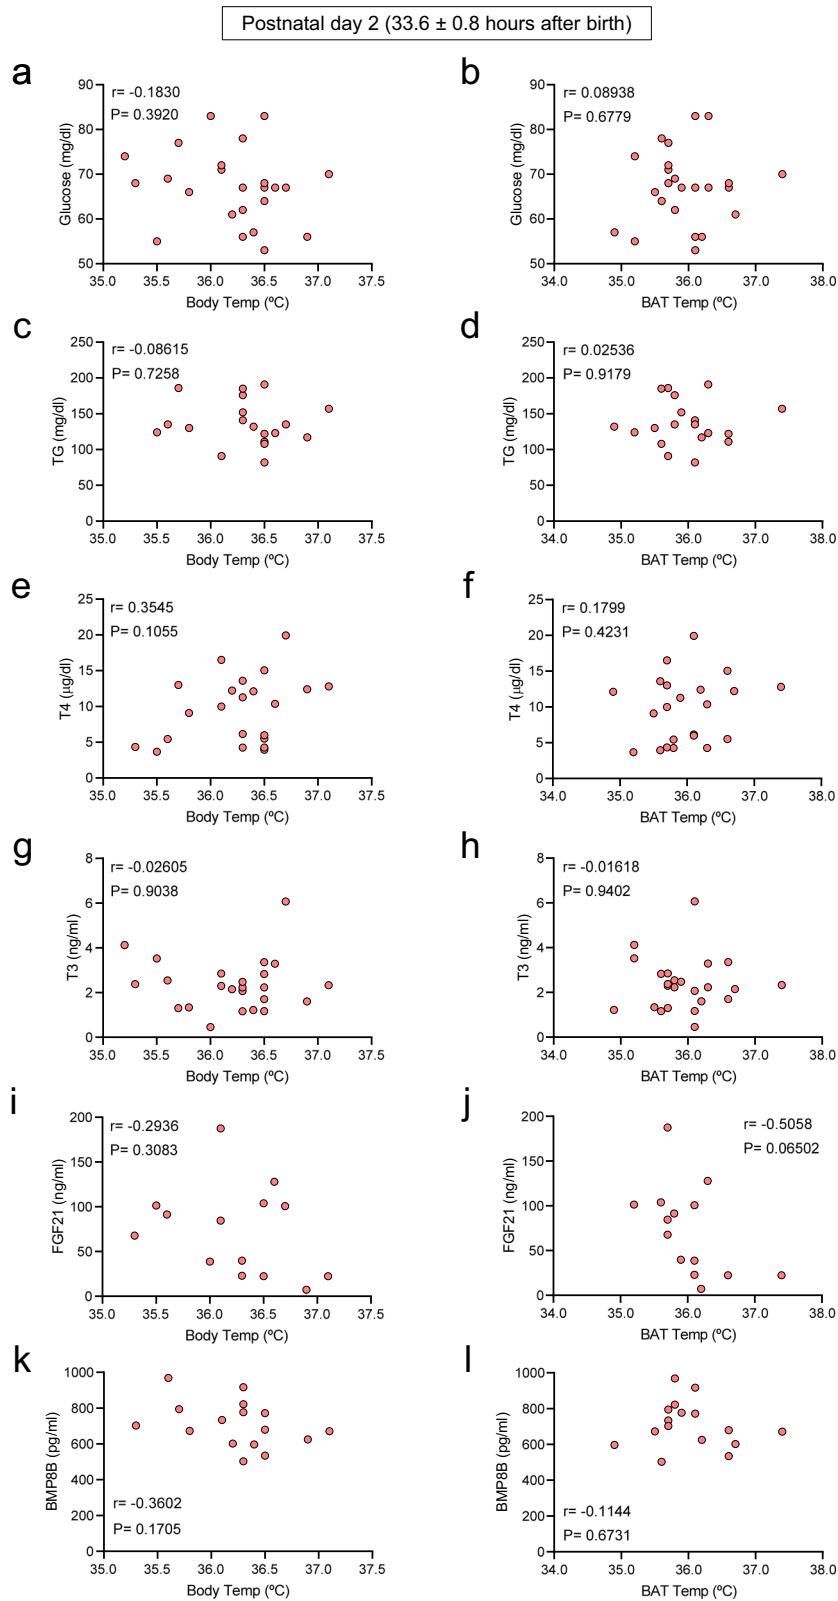 Postnatal day 2 (33.6 ± 0.8 hours after birth)
a
r= -0.1830
P= 0.3920
Glucose (mg/dl)
90
80
70
60
50
35.0 35.5 36.0 36.5 37.0 37.5
Body Temp (ºC)
b
r= 0.08938
P= 0.6779
Glucose (mg/dl)
90
80
70
60
50
34.0 35.0 36.0 37.0 38.0
BAT Temp (ºC)
c
r= -0.08615
P= 0.7258
TG (mg/dl)
250
200
150
100
50
0
35.0 35.5 36.0 36.5 37.0 37.5
Body Temp (ºC)
d
r= 0.02536
P= 0.9179
TG (mg/dl)
250
200
150
100
50
0
34.0 35.0 36.0 37.0 38.0
BAT Temp (ºC)
e
r= 0.3545
P= 0.1055
T4 (µg/dl)
25
20
15
10
5
0
35.0 35.5 36.0 36.5 37.0 37.5
Body Temp (ºC)
f
r= 0.1799
P= 0.4231
T4 (µg/dl)
25
20
15
10
5
0
34.0 35.0 36.0 37.0 38.0
BAT Temp (ºC)
g
r= -0.02605
P= 0.9038
T3 (ng/ml)
8
6
4
2
0
35.0 35.5 36.0 36.5 37.0 37.5
Body Temp (ºC)
h
r= -0.01618
P= 0.9402
T3 (ng/ml)
8
6
4
2
0
34.0 35.0 36.0 37.0 38.0
BAT Temp (ºC)
i
r= -0.2936
P= 0.3083
FGF21 (ng/ml)
200
150
100
50
0
35.0 35.5 36.0 36.5 37.0 37.5
Body Temp (ºC)
j
r= -0.5058
P= 0.06502
FGF21 (ng/ml)
200
150
100
50
0
34.0 35.0 36.0 37.0 38.0
BAT Temp (ºC)
k
r= -0.3602
P= 0.1705
BMP8B (pg/ml)
1000
800
600
400
200
0
35.0 35.5 36.0 36.5 37.0 37.5
Body Temp (ºC)
l
r= -0.1144
P= 0.6731
BMP8B (pg/ml)
1000
800
600
400
200
0
34.0 35.0 36.0 37.0 38.0
BAT Temp (ºC)